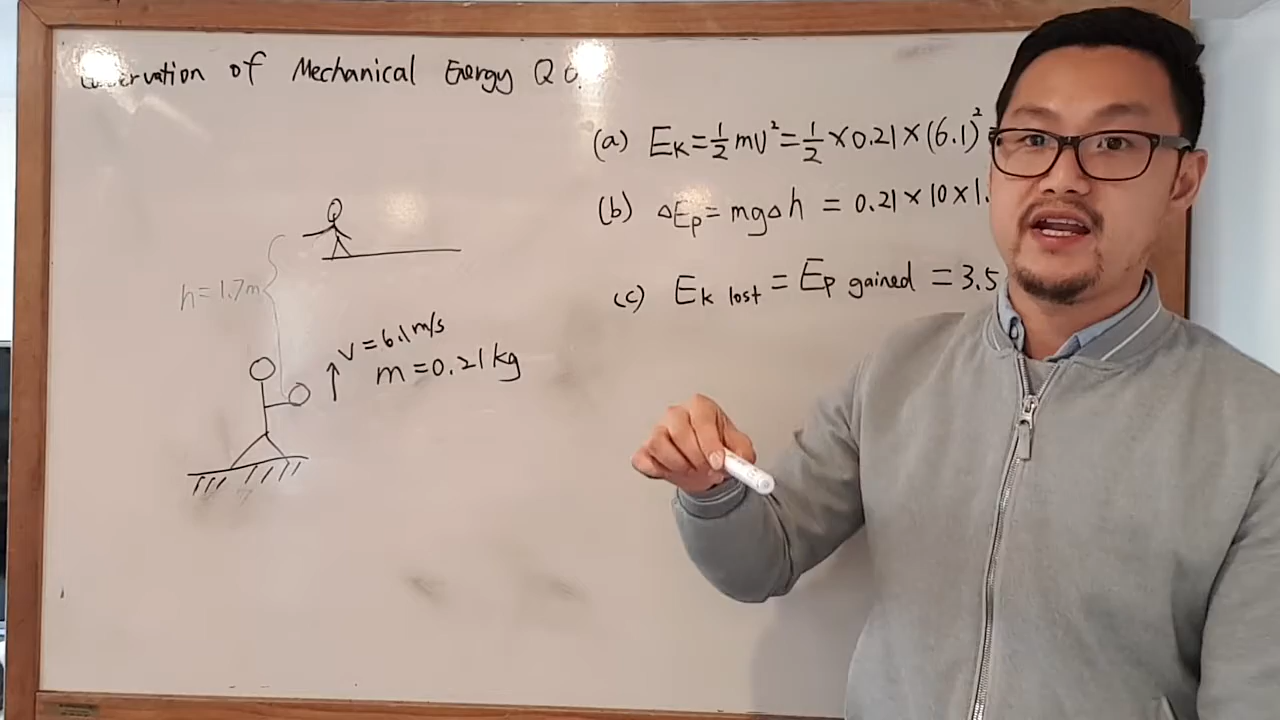 of Mechanical Energy Q
(a) Eₖ = ½ mv² = ½ × 0.21 × (6.1)² =
(b) ΔEₚ = mgΔh = 0.21 × 10 × 1.
(c) Eₖ lost = Eₚ gained = 3.5
h = 1.7m
v = 6.1 m/s
m = 0.21 kg